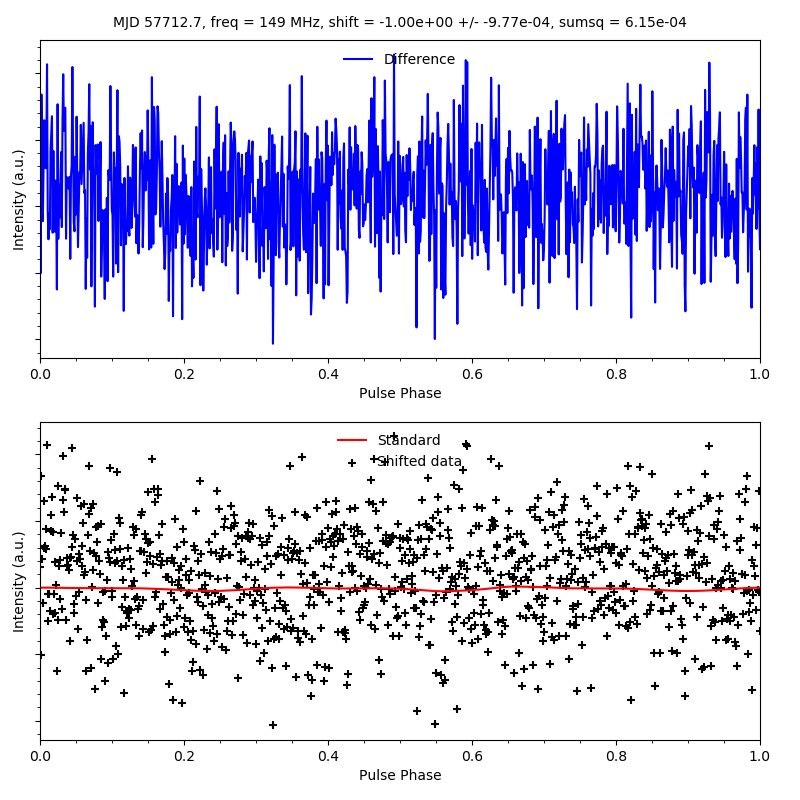 MJD 57712.7, freq = 149 MHz, shift = -1.00e+00 +/- -9.77e-04, sumsq = 6.15e-04
Difference
Intensity (a.u.)
0.0 0.2 0.4 0.6 0.8 1.0
Pulse Phase
Standard
Shifted data
Intensity (a.u.)
0.0 0.2 0.4 0.6 0.8 1.0
Pulse Phase